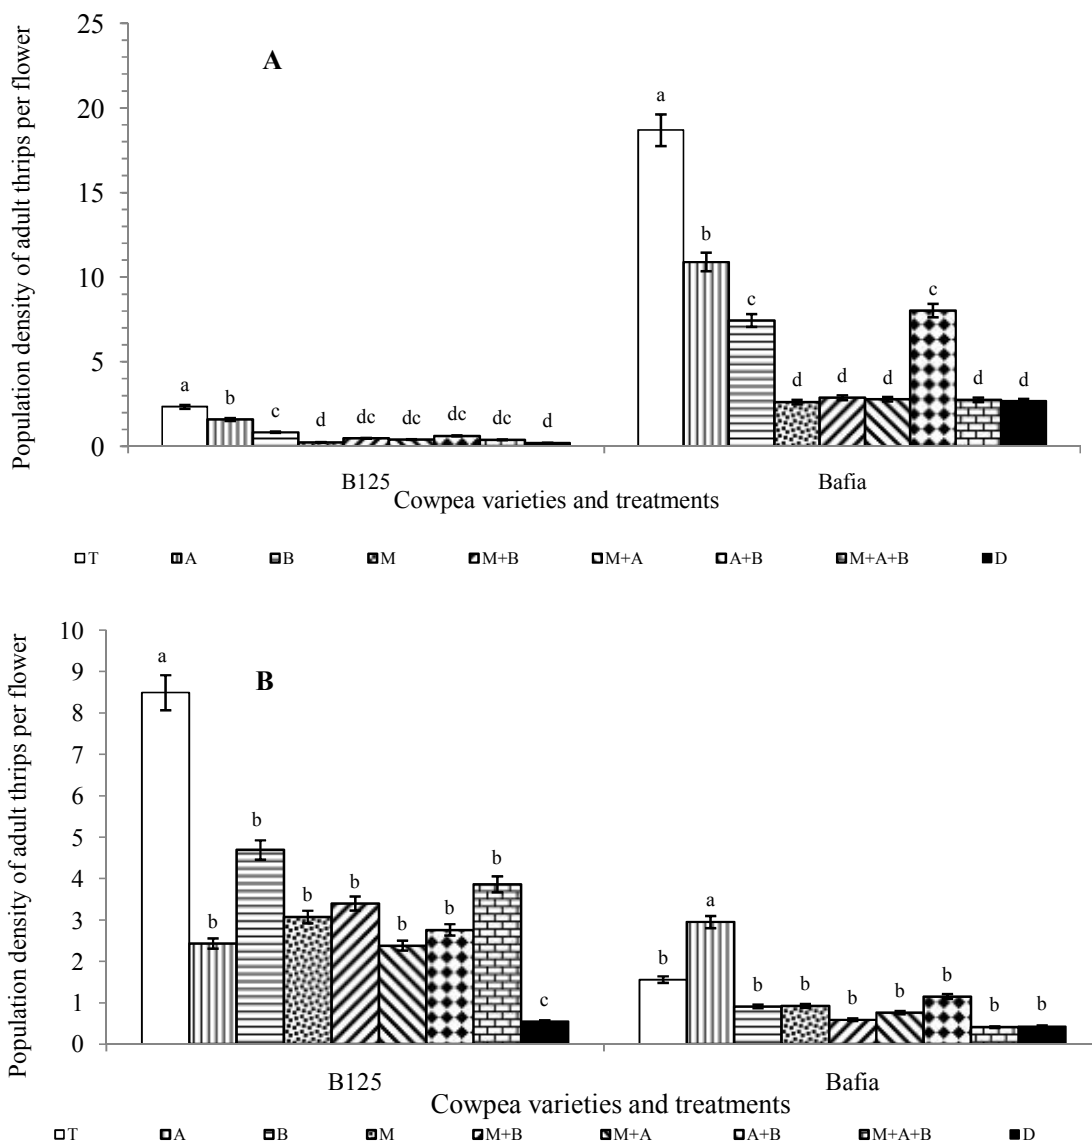 Population density of adult thrips per flower
25
20
15
10
5
0
A
a
b
c
d
dc
dc
dc
dc
d
a
b
c
d
d
d
c
d
d
B125
Bafia
Cowpea varieties and treatments
T A B M M+B M+A A+B M+A+B D
Population density of adult thrips per flower
10
9
8
7
6
5
4
3
2
1
0
B
a
b
b
b
b
b
b
b
c
b
a
b
b
b
b
b
b
b
B125
Bafia
Cowpea varieties and treatments
T A B M M+B M+A A+B M+A+B D